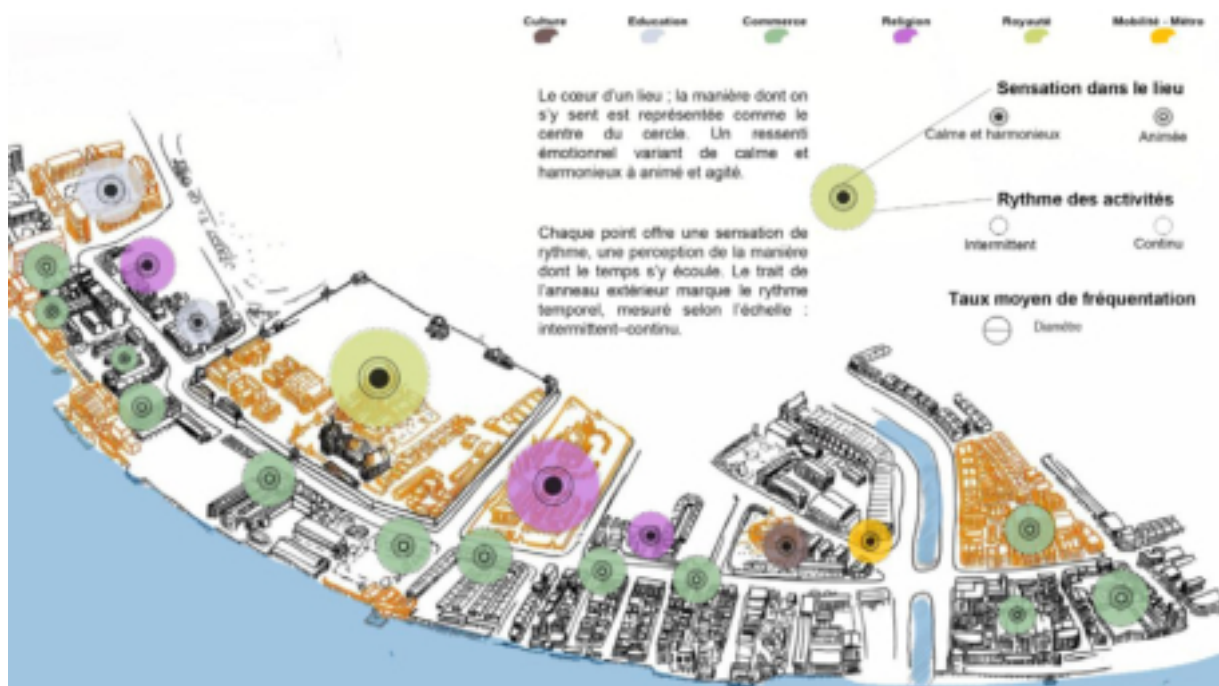 Culture
Education
Commerce
Religion
Royauté
Mobilité - Métro
Le cœur d'un lieu ; la manière dont on
s'y sent est représentée comme le
centre du cercle. Un ressenti
émotionnel variant de calme et
harmonieux à animé et agité.
Chaque point offre une sensation de
rythme, une perception de la manière
dont le temps s'y écoule. Le trait de
l'anneau extérieur marque le rythme
temporel, mesuré selon l'échelle :
intermittent–continu.
Sensation dans le lieu
Calme et harmonieux
Animée
Rythme des activités
Intermittent
Continu
Taux moyen de fréquentation
Diamètre